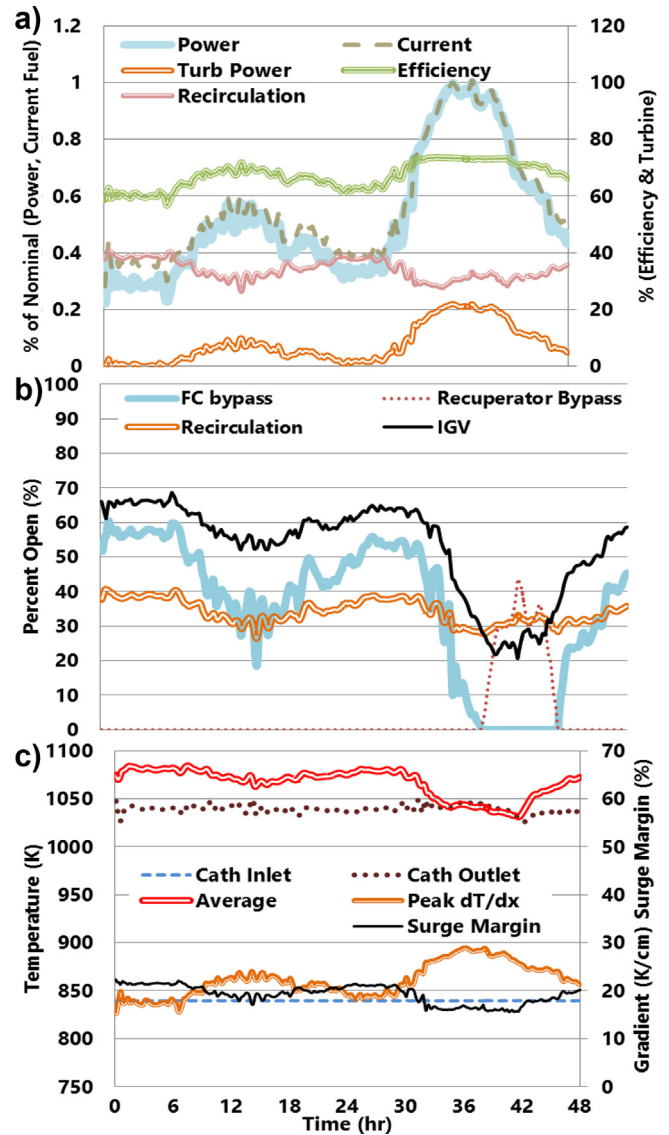 a)
1.2
1
0.8
0.6
0.4
0.2
0
120
100
80
60
40
20
0
Power
Current
Turb Power
Efficiency
Recirculation
% of Nominal (Power, Current Fuel)
% (Efficiency & Turbine)
b)
100
90
80
70
60
50
40
30
20
10
0
FC bypass
Recuperator Bypass
Recirculation
IGV
Percent Open (%)
c)
1100
1050
1000
950
900
850
800
750
70
60
50
40
30
20
10
0
Cath Inlet
Cath Outlet
Average
Peak dT/dx
Surge Margin
Temperature (K)
Gradient (K/cm) Surge Margin (%)
0 6 12 18 24 30 36 42 48
Time (hr)